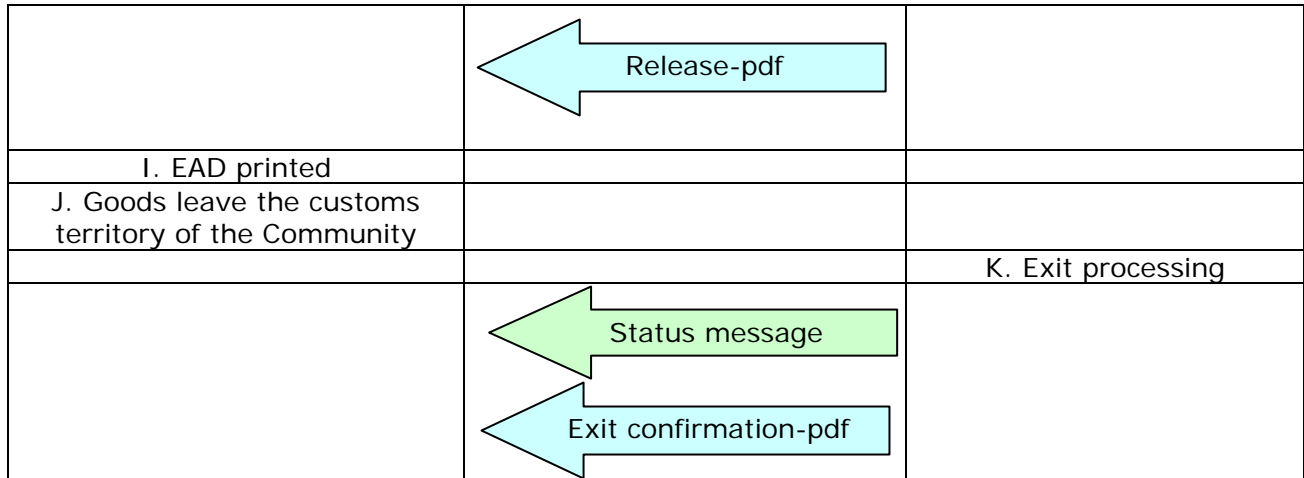 Release-pdf
I. EAD printed
J. Goods leave the customs
territory of the Community
K. Exit processing
Status message
Exit confirmation-pdf